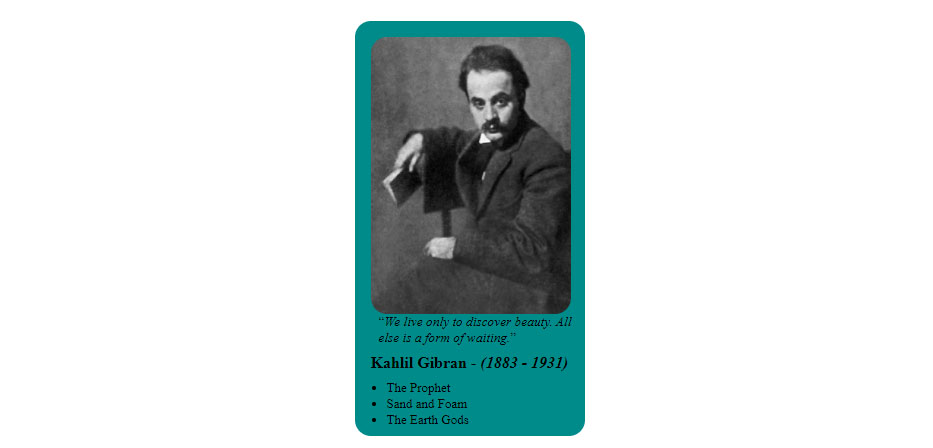 “We live only to discover beauty. All
else is a form of waiting.”
Kahlil Gibran - (1883 - 1931)
• The Prophet
• Sand and Foam
• The Earth Gods